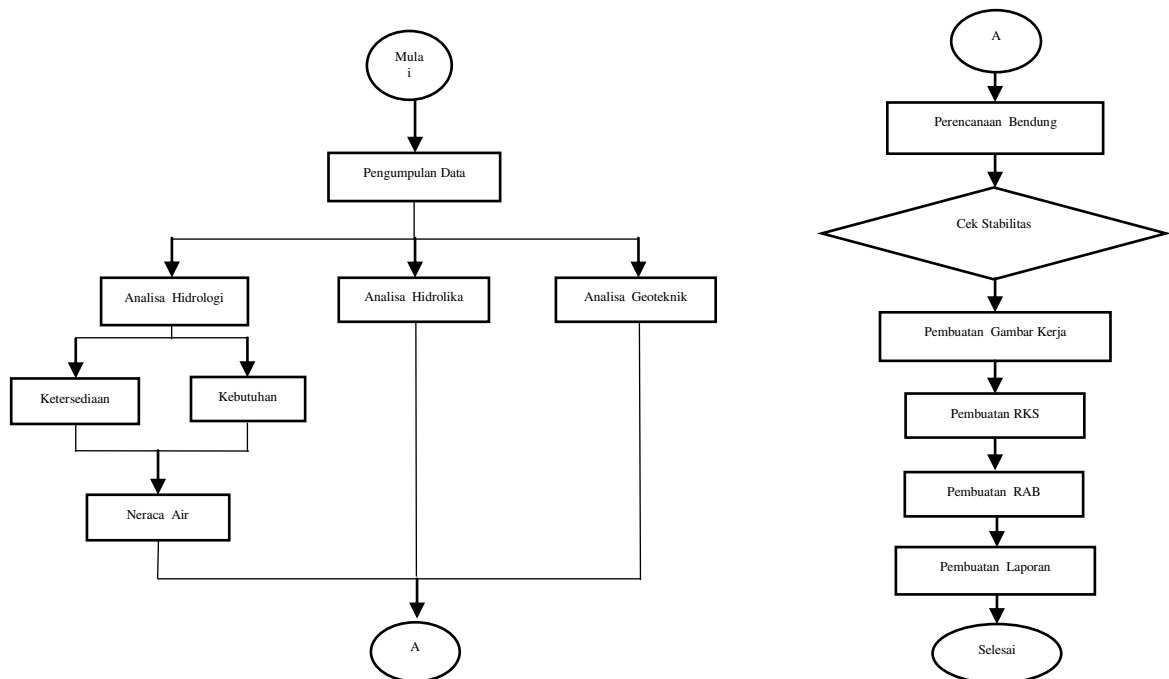 Mula
i
Pengumpulan Data
Analisa Hidrologi
Analisa Hidrolika
Analisa Geoteknik
Ketersediaan
Kebutuhan
Neraca Air
A
A
Perencanaan Bendung
Cek Stabilitas
Pembuatan Gambar Kerja
Pembuatan RKS
Pembuatan RAB
Pembuatan Laporan
Selesai